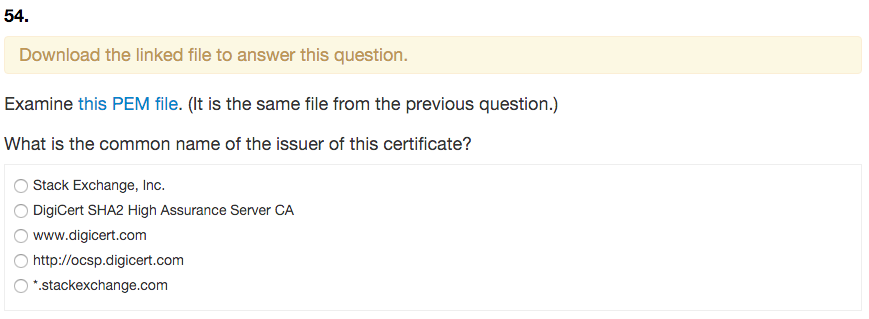 54.
Download the linked file to answer this question.
Examine this PEM file. (It is the same file from the previous question.)
What is the common name of the issuer of this certificate?
Stack Exchange, Inc.
DigiCert SHA2 High Assurance Server CA
www.digicert.com
http://ocsp.digicert.com
*.stackexchange.com